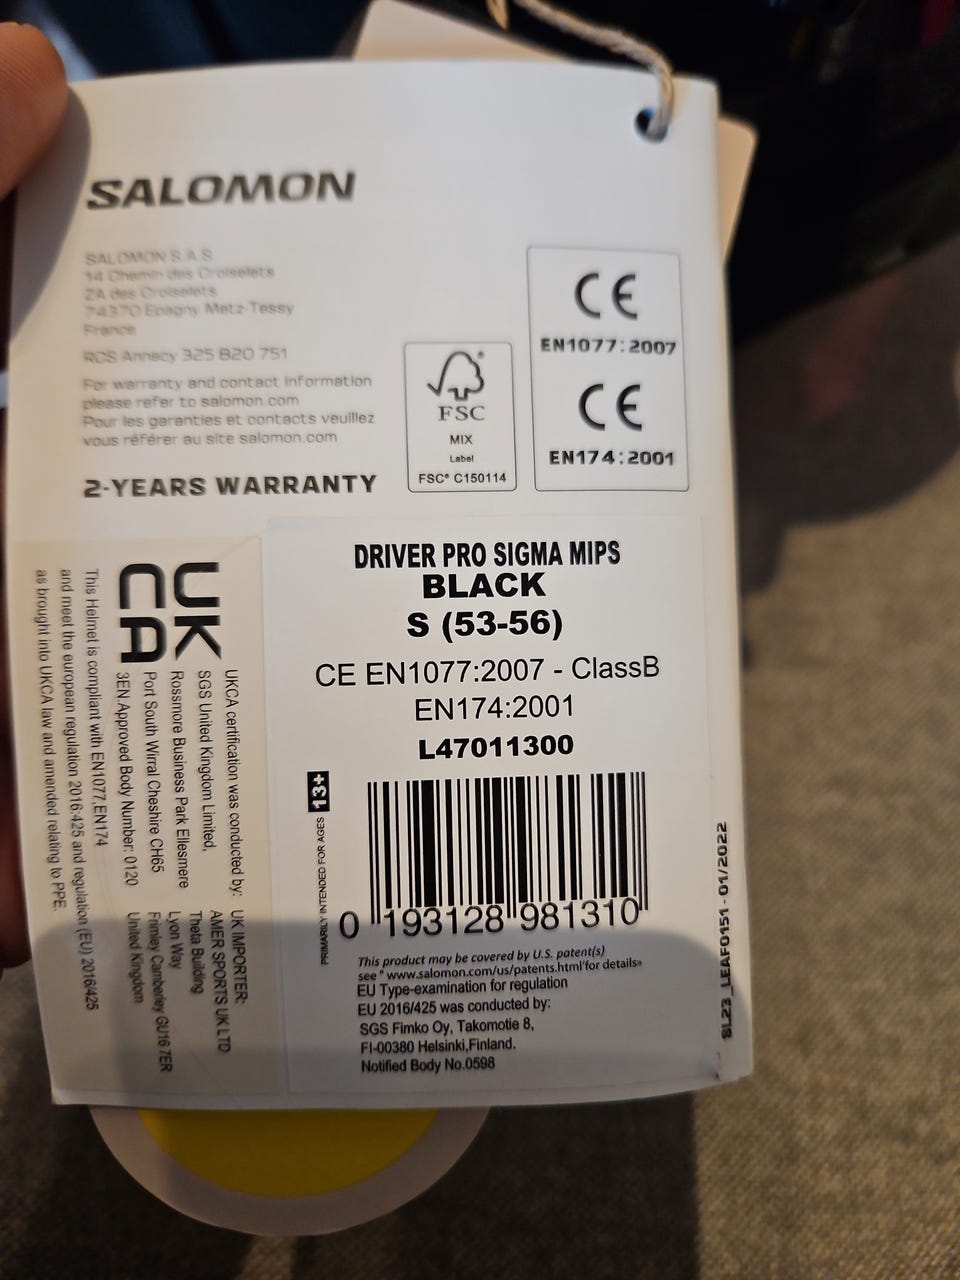 SALOMON
SALOMON S.A.S.
14 Chemin des Croiselets
ZA des Croiselets
74370 Epagny Metz-Tessy
France
RCS Annecy 325 820 751
For warranty and contact information
please refer to salomon.com
Pour les garanties et contacts veuillez
vous référer au site salomon.com
2-YEARS WARRANTY
FSC
MIX
Label
FSC® C150114
CE
EN1077:2007
CE
EN174:2001
DRIVER PRO SIGMA MIPS
BLACK
S (53-56)
CE EN1077:2007 - ClassB
EN174:2001
L47011300
13+
PRIMARILY INTENDED FOR AGES
0 193128 981310
This product may be covered by U.S. patent(s)
see " www.salomon.com/us/patents.html'for details»
EU Type-examination for regulation
EU 2016/425 was conducted by:
SGS Fimko Oy, Takomotie 8,
FI-00380 Helsinki,Finland.
Notified Body No.0598
UK
CA
UKCA certification was conducted by:
SGS United Kingdom Limited,
Rossmore Business Park Ellesmere
Port South Wirral Cheshire CH65
3EN.Approved Body Number: 0120
UK IMPORTER:
AMER SPORTS UK LTD
Theta Building
Lyon Way
Frimley Camberley GU16 7ER
United Kingdom
This Helmet is compliant with EN1077,EN174
and meet the european regulation 2016:425 and regulation (EU) 2016/425
as brought into UKCA law and amended relating to PPE.
SL23_LEAF0151 - 01/2022